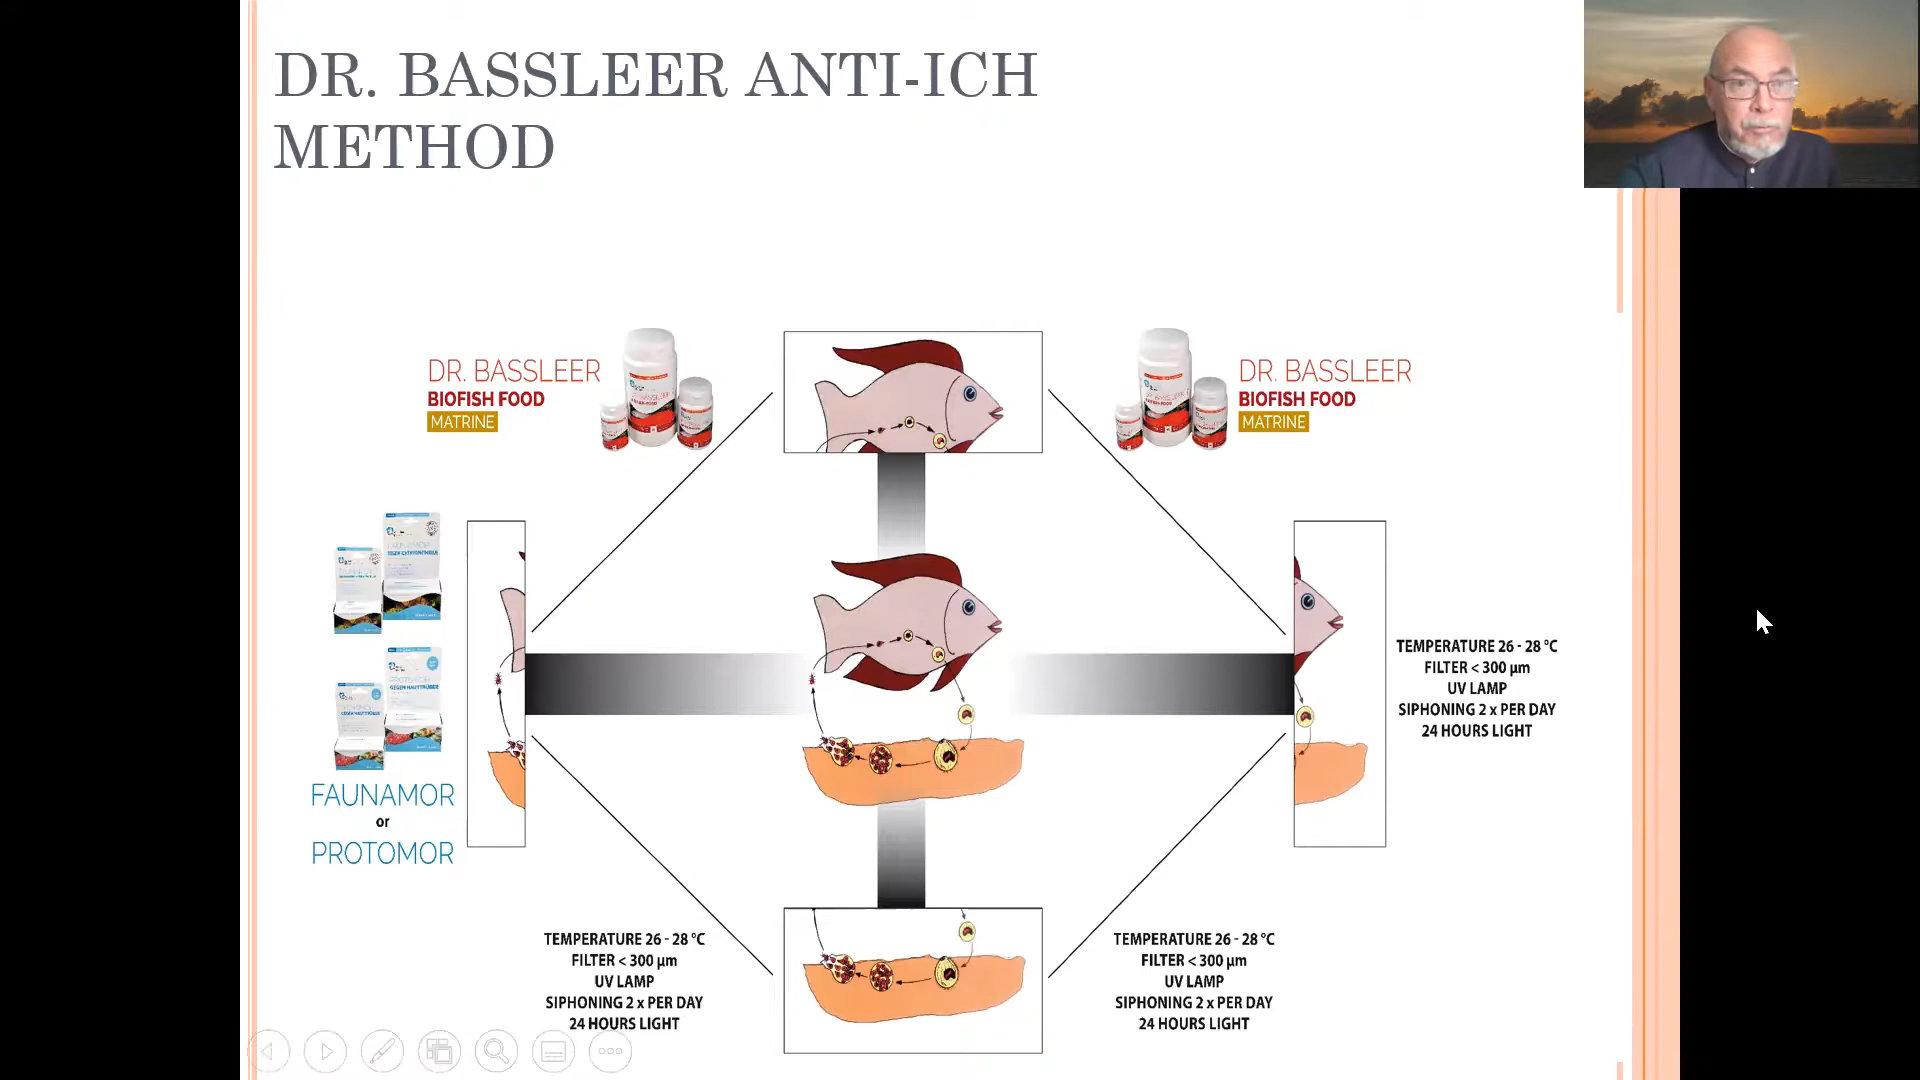 DR. BASSLEER ANTI-ICH
METHOD
DR. BASSLEER
BIOFISH FOOD
MATRINE
DR. BASSLEER
BIOFISH FOOD
MATRINE
FAUNAMOR
or
PROTOMOR
TEMPERATURE 26 - 28 °C
FILTER < 300 µm
UV LAMP
SIPHONING 2 x PER DAY
24 HOURS LIGHT
TEMPERATURE 26 - 28 °C
FILTER < 300 µm
UV LAMP
SIPHONING 2 x PER DAY
24 HOURS LIGHT
TEMPERATURE 26 - 28 °C
FILTER < 300 µm
UV LAMP
SIPHONING 2 x PER DAY
24 HOURS LIGHT